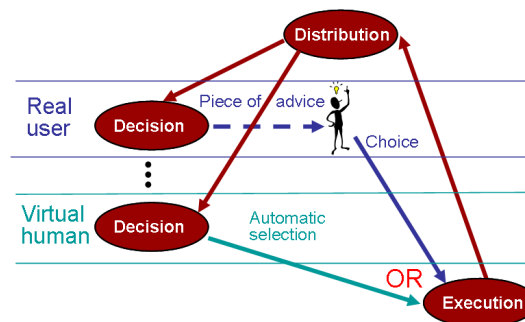 Distribution
Real
user
Piece of advice
Decision
Choice
Virtual
human
Decision
Automatic
selection
OR
Execution